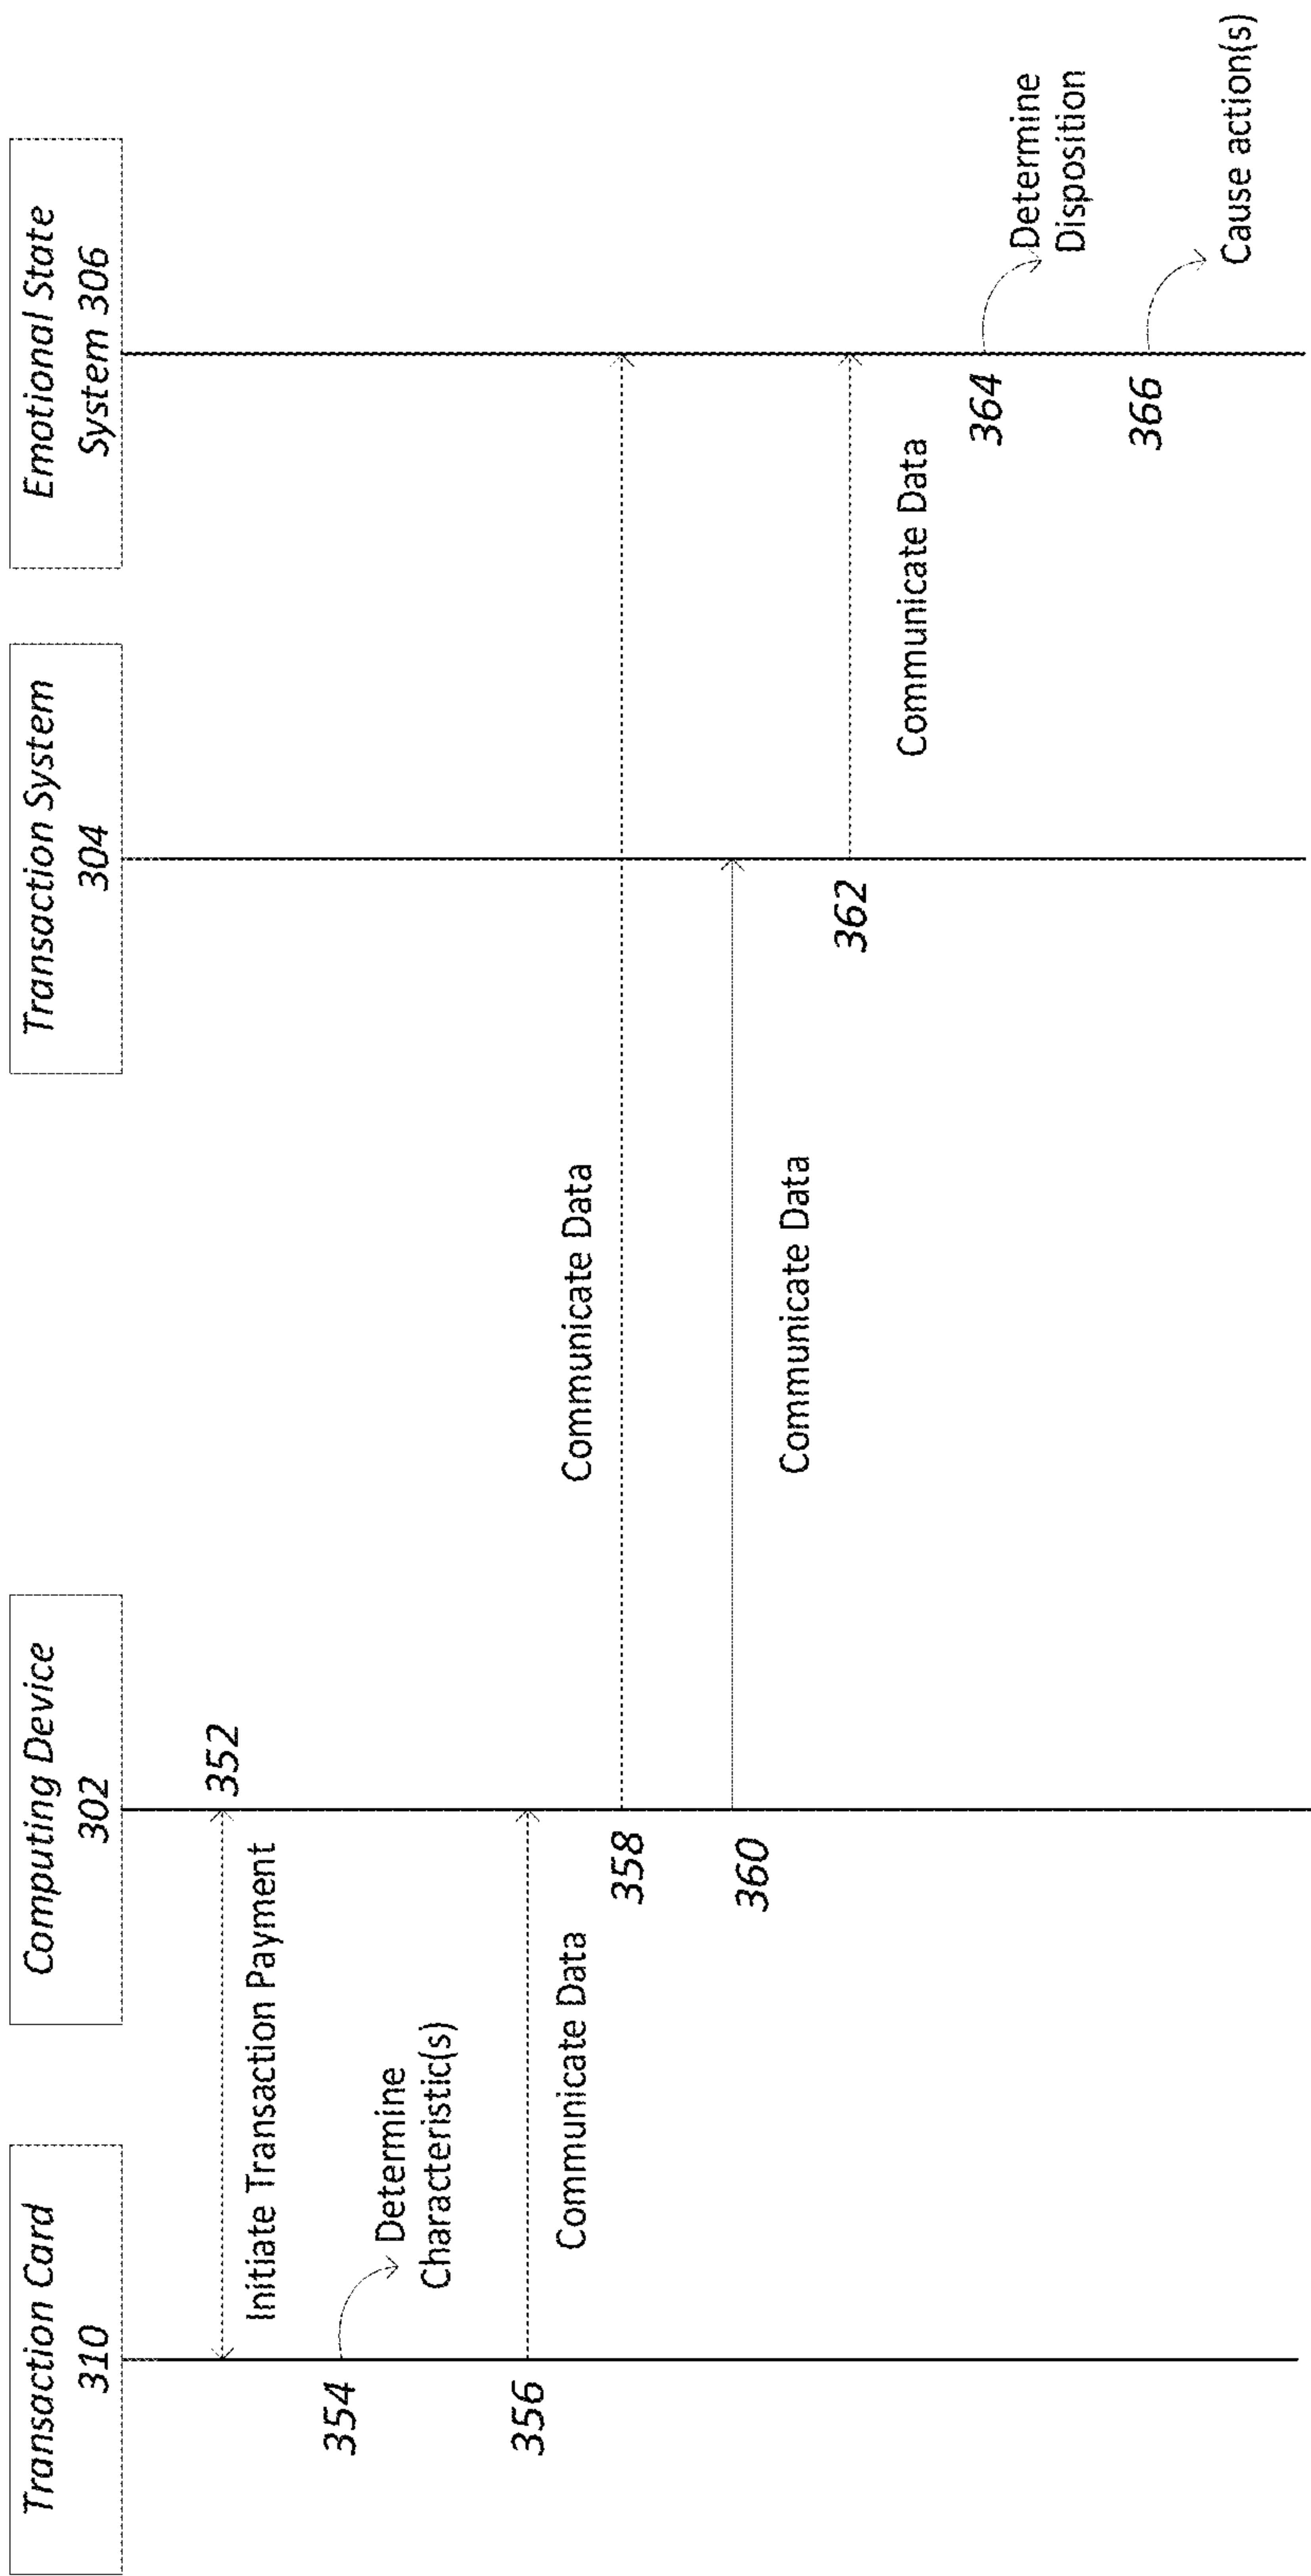 Transaction Card
310
Computing Device
302
Transaction System
304
Emotional State
System 306
352
Initiate Transaction Payment
354
Determine
Characteristic(s)
356
Communicate Data
358
Communicate Data
360
Communicate Data
362
Communicate Data
364
Determine
Disposition
366
Cause action(s)